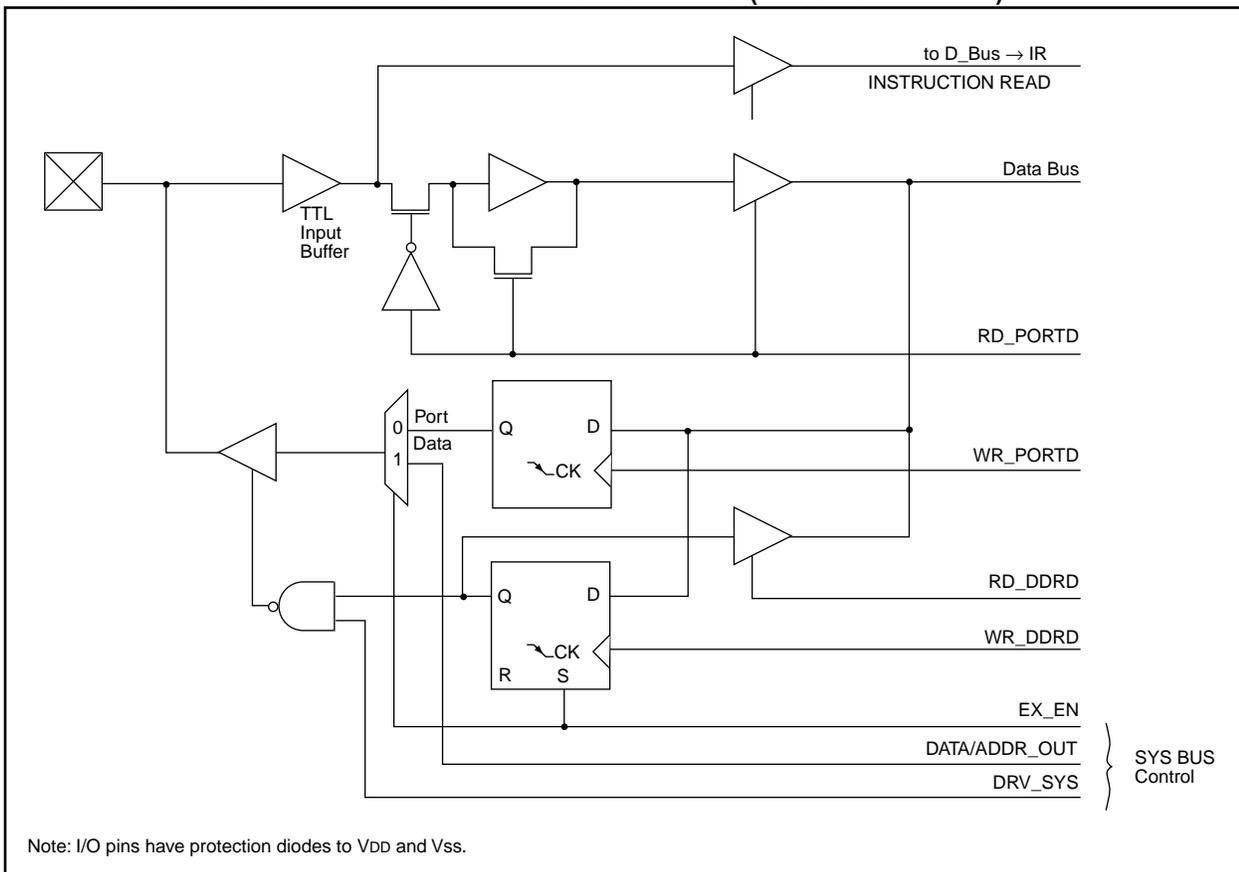 to D_Bus → IR
INSTRUCTION READ
Data Bus
TTL
Input
Buffer
RD_PORTD
Port
0
Q
D
Data
1
WR_PORTD
CK
RD_DDRD
Q
D
WR_DDRD
CK
R
S
EX_EN
DATA/ADDR_OUT
SYS BUS
Control
DRV_SYS
Note: I/O pins have protection diodes to VDD and Vss.